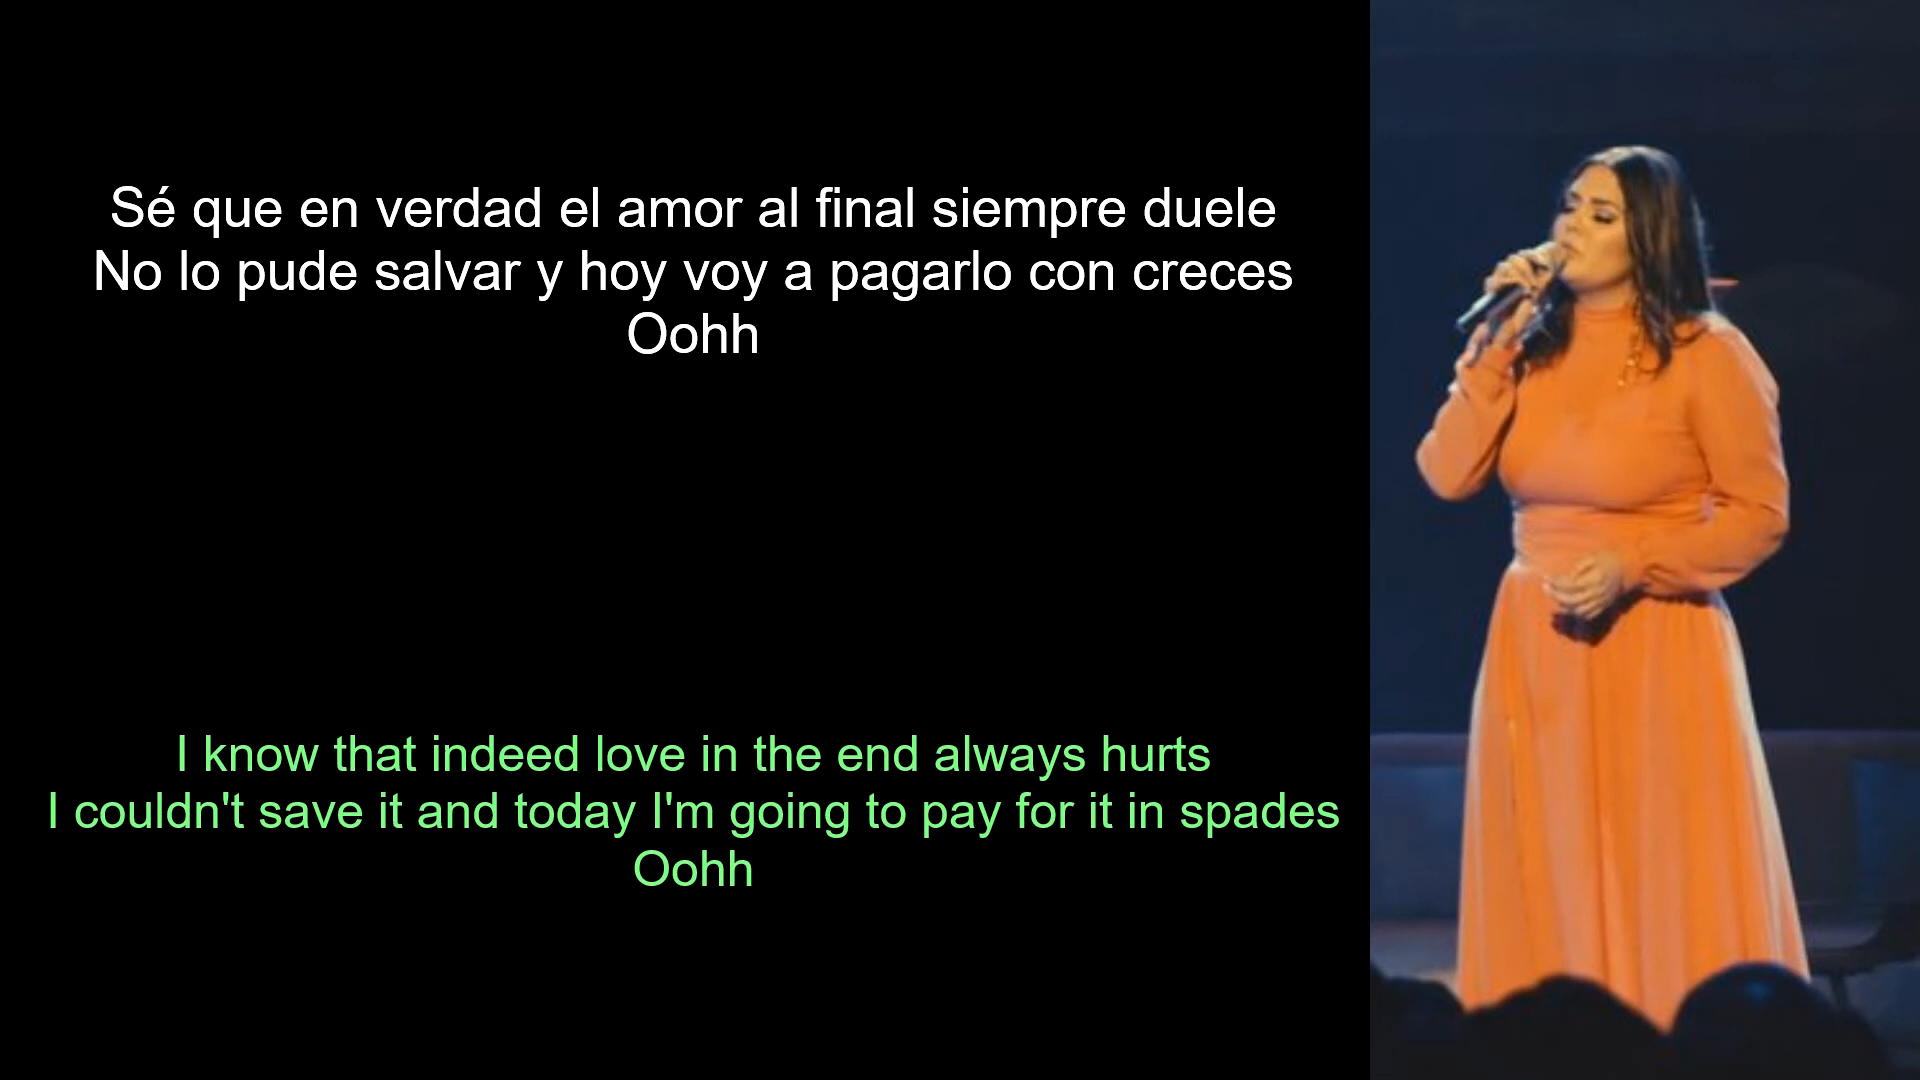 Sé que en verdad el amor al final siempre duele
No lo pude salvar y hoy voy a pagarlo con creces
Oohh
I know that indeed love in the end always hurts
I couldn't save it and today I'm going to pay for it in spades
Oohh